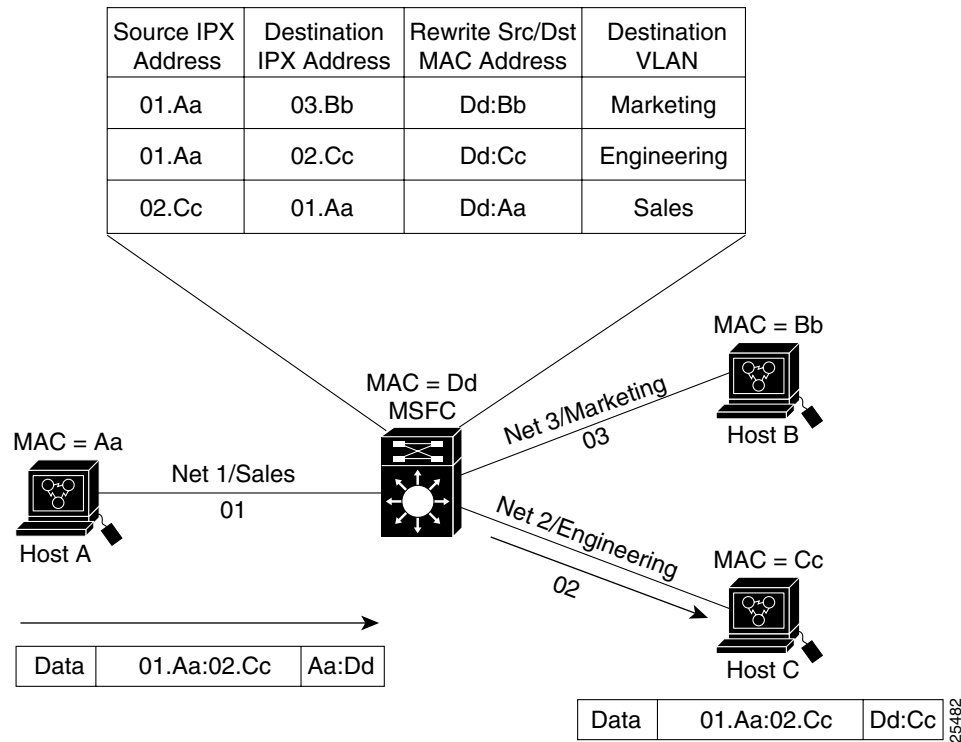 Source IPX Address
Destination IPX Address
Rewrite Src/Dst MAC Address
Destination VLAN
01.Aa 03.Bb Dd:Bb Marketing
01.Aa 02.Cc Dd:Cc Engineering
02.Cc 01.Aa Dd:Aa Sales
MAC = Bb
MAC = Dd
MSFC
Net 3/Marketing
03
Host B
MAC = Aa
Net 1/Sales
01
Host A
Net 2/Engineering
02
MAC = Cc
Host C
Data 01.Aa:02.Cc Aa:Dd
Data 01.Aa:02.Cc Dd:Cc
25482